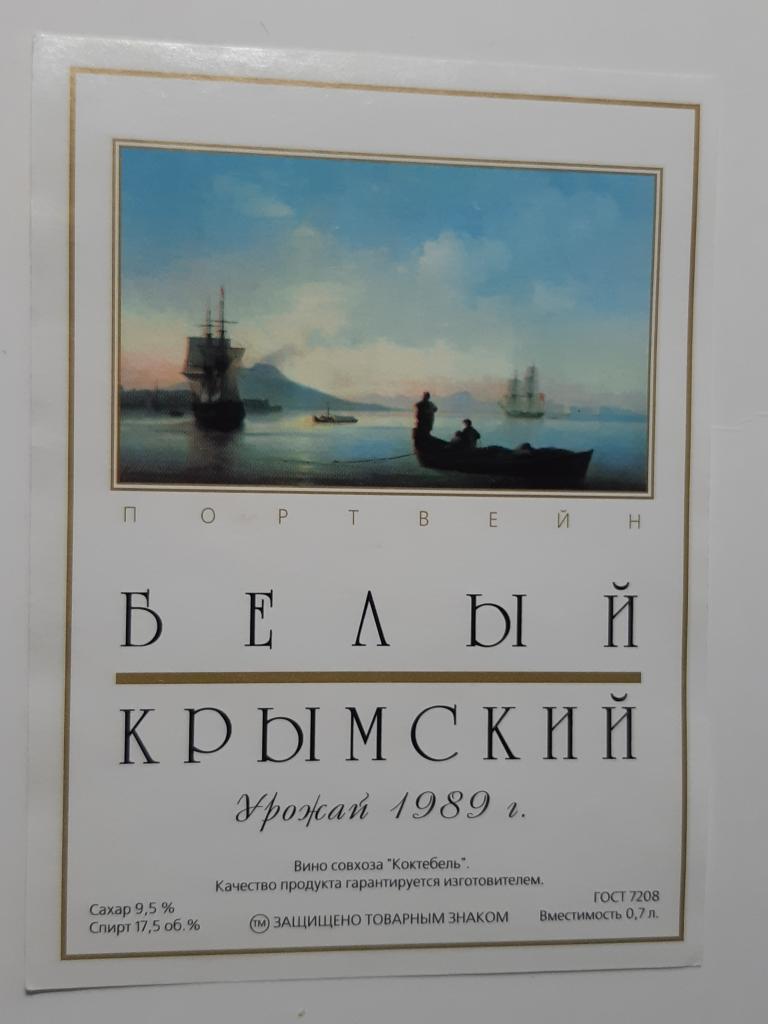 ПОРТВЕЙН
БЕЛЫЙ
КРЫМСКИЙ
Урожай 1989 г.
Вино совхоза "Коктебель".
Качество продукта гарантируется изготовителем.
Сахар 9,5 %
Спирт 17,5 об.%
TM ЗАЩИЩЕНО ТОВАРНЫМ ЗНАКОМ
ГОСТ 7208
Вместимость 0,7 л.